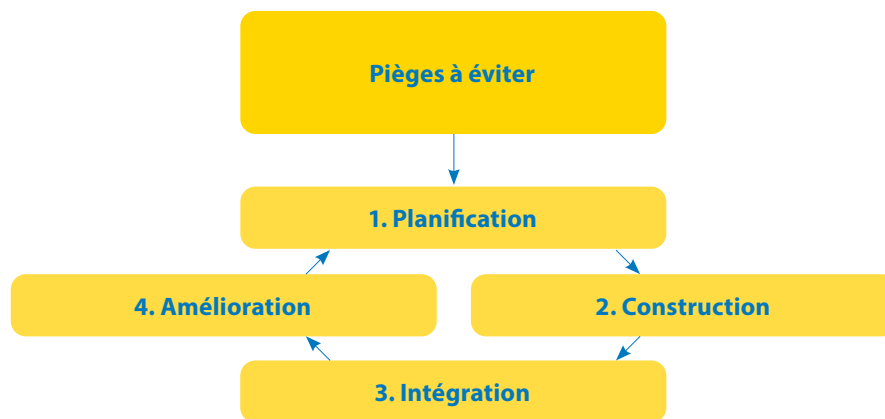 Pièges à éviter
1. Planification
4. Amélioration
2. Construction
3. Intégration